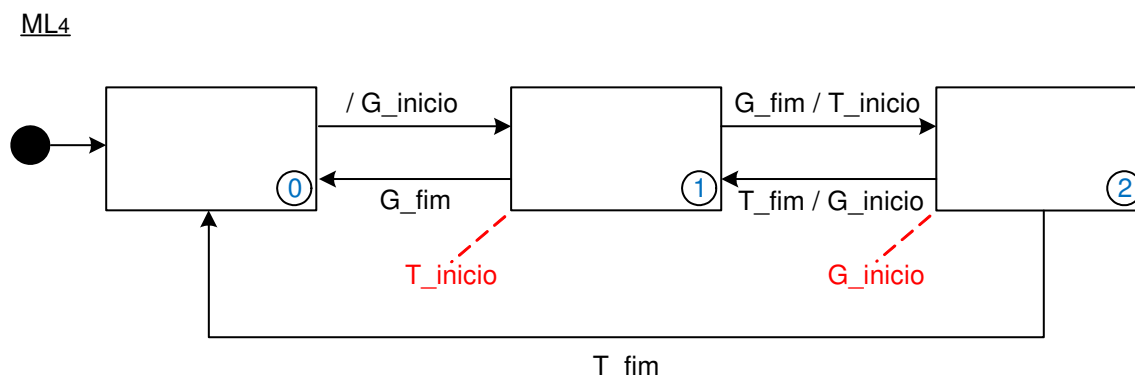 ML4
/ G_inicio
G_fim / T_inicio
0
1
2
G_fim
T_fim / G_inicio
T_inicio
G_inicio
T_fim